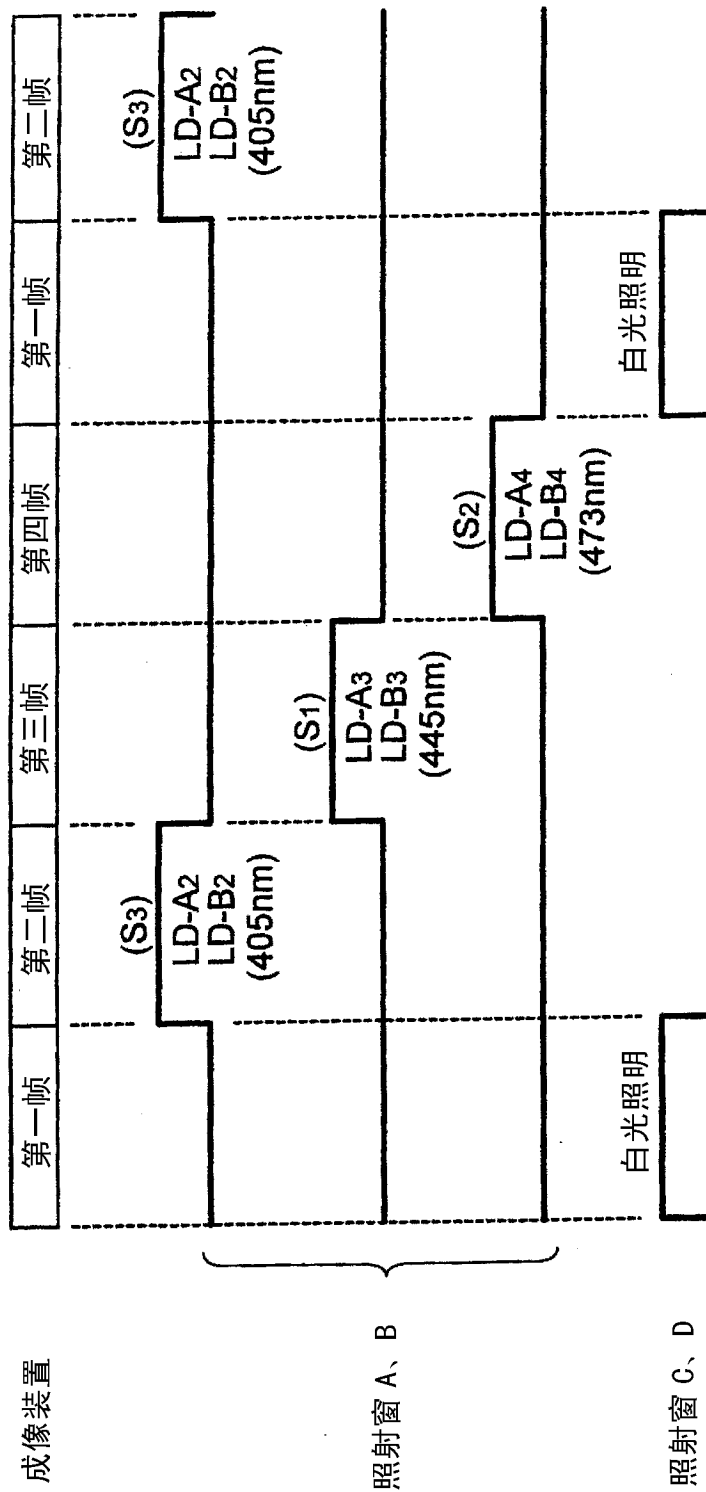 成像装置
第一帧
第二帧
第三帧
第四帧
第一帧
第二帧
照射窗 A、B
(S3)
LD-A2
LD-B2
(405nm)
(S3)
LD-A2
LD-B2
(405nm)
(S1)
LD-A3
LD-B3
(445nm)
(S2)
LD-A4
LD-B4
(473nm)
照射窗 C、D
白光照明
白光照明